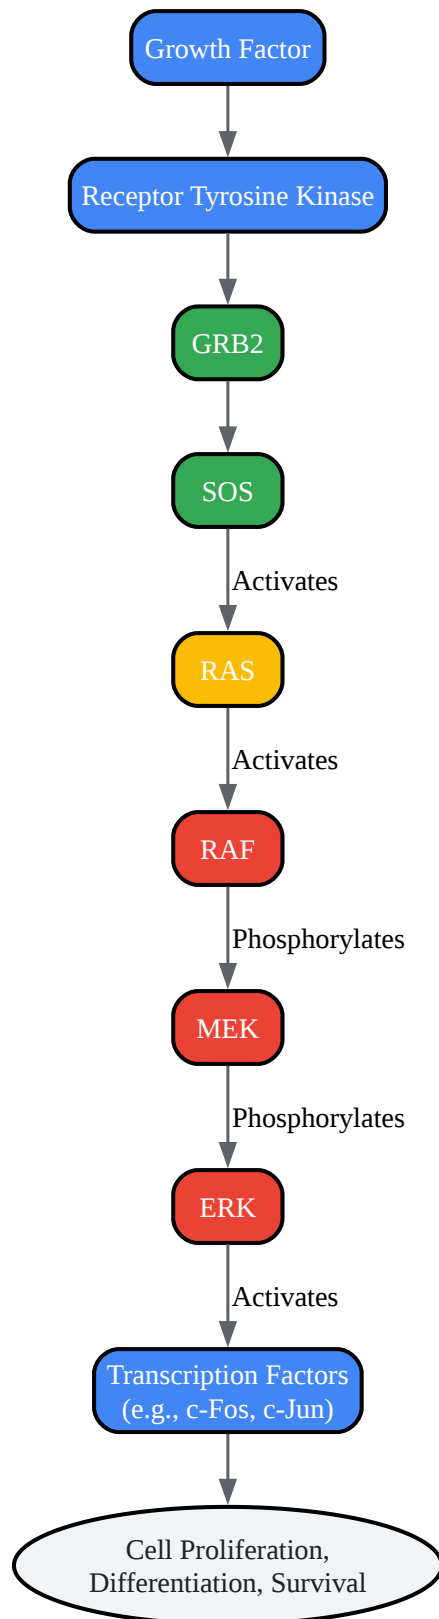 Growth Factor
Receptor Tyrosine Kinase
GRB2
SOS
Activates
RAS
Activates
RAF
Phosphorylates
MEK
Phosphorylates
ERK
Activates
Transcription Factors
(e.g., c-Fos, c-Jun)
Cell Proliferation,
Differentiation, Survival